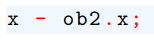 x - ob2.x;